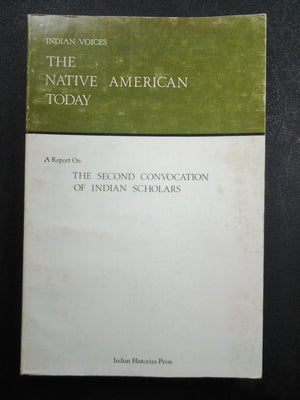 INDIAN VOICES
THE
NATIVE AMERICAN
TODAY
A Report On
THE SECOND CONVOCATION
OF INDIAN SCHOLARS
Indian Historian Press